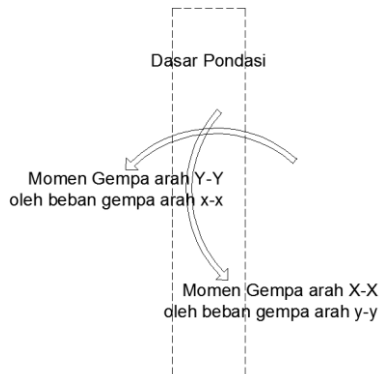 Dasar Pondasi
Momen Gempa arah Y-Y
oleh beban gempa arah x-x
Momen Gempa arah X-X
oleh beban gempa arah y-y